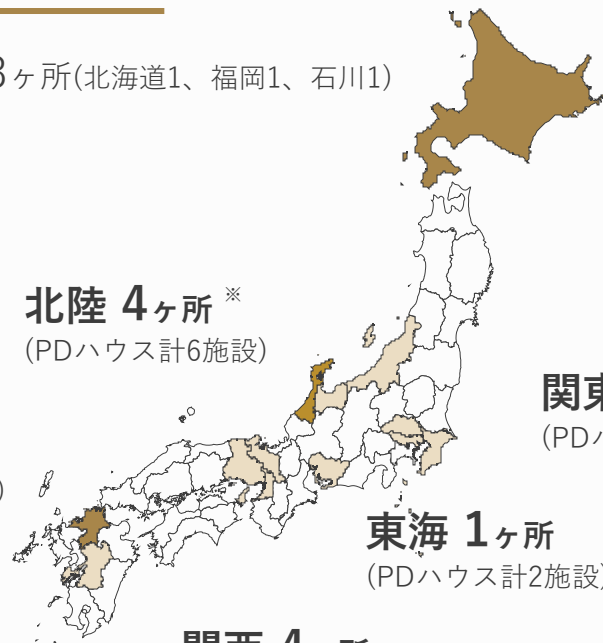 3ヶ所(北海道1、福岡1、石川1)
北陸 4ヶ所 ※
(PDハウス計6施設)
関東
(PDハ
)
東海 1ヶ所
(PDハウス計2施設)
関西 4ヶ所